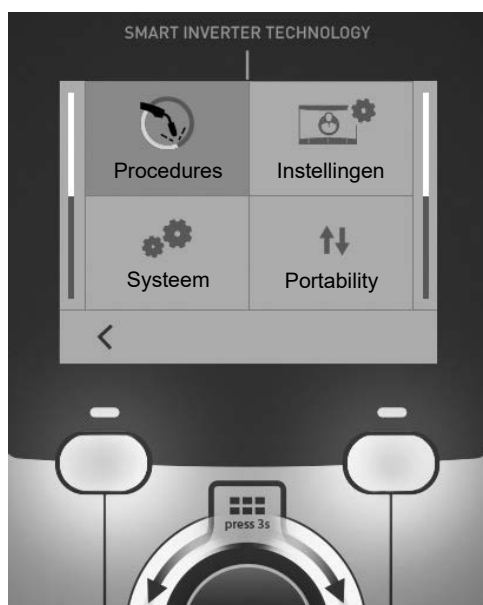 SMART INVERTER TECHNOLOGY
Procedures
Instellingen
Systeem
Portability
press 3s